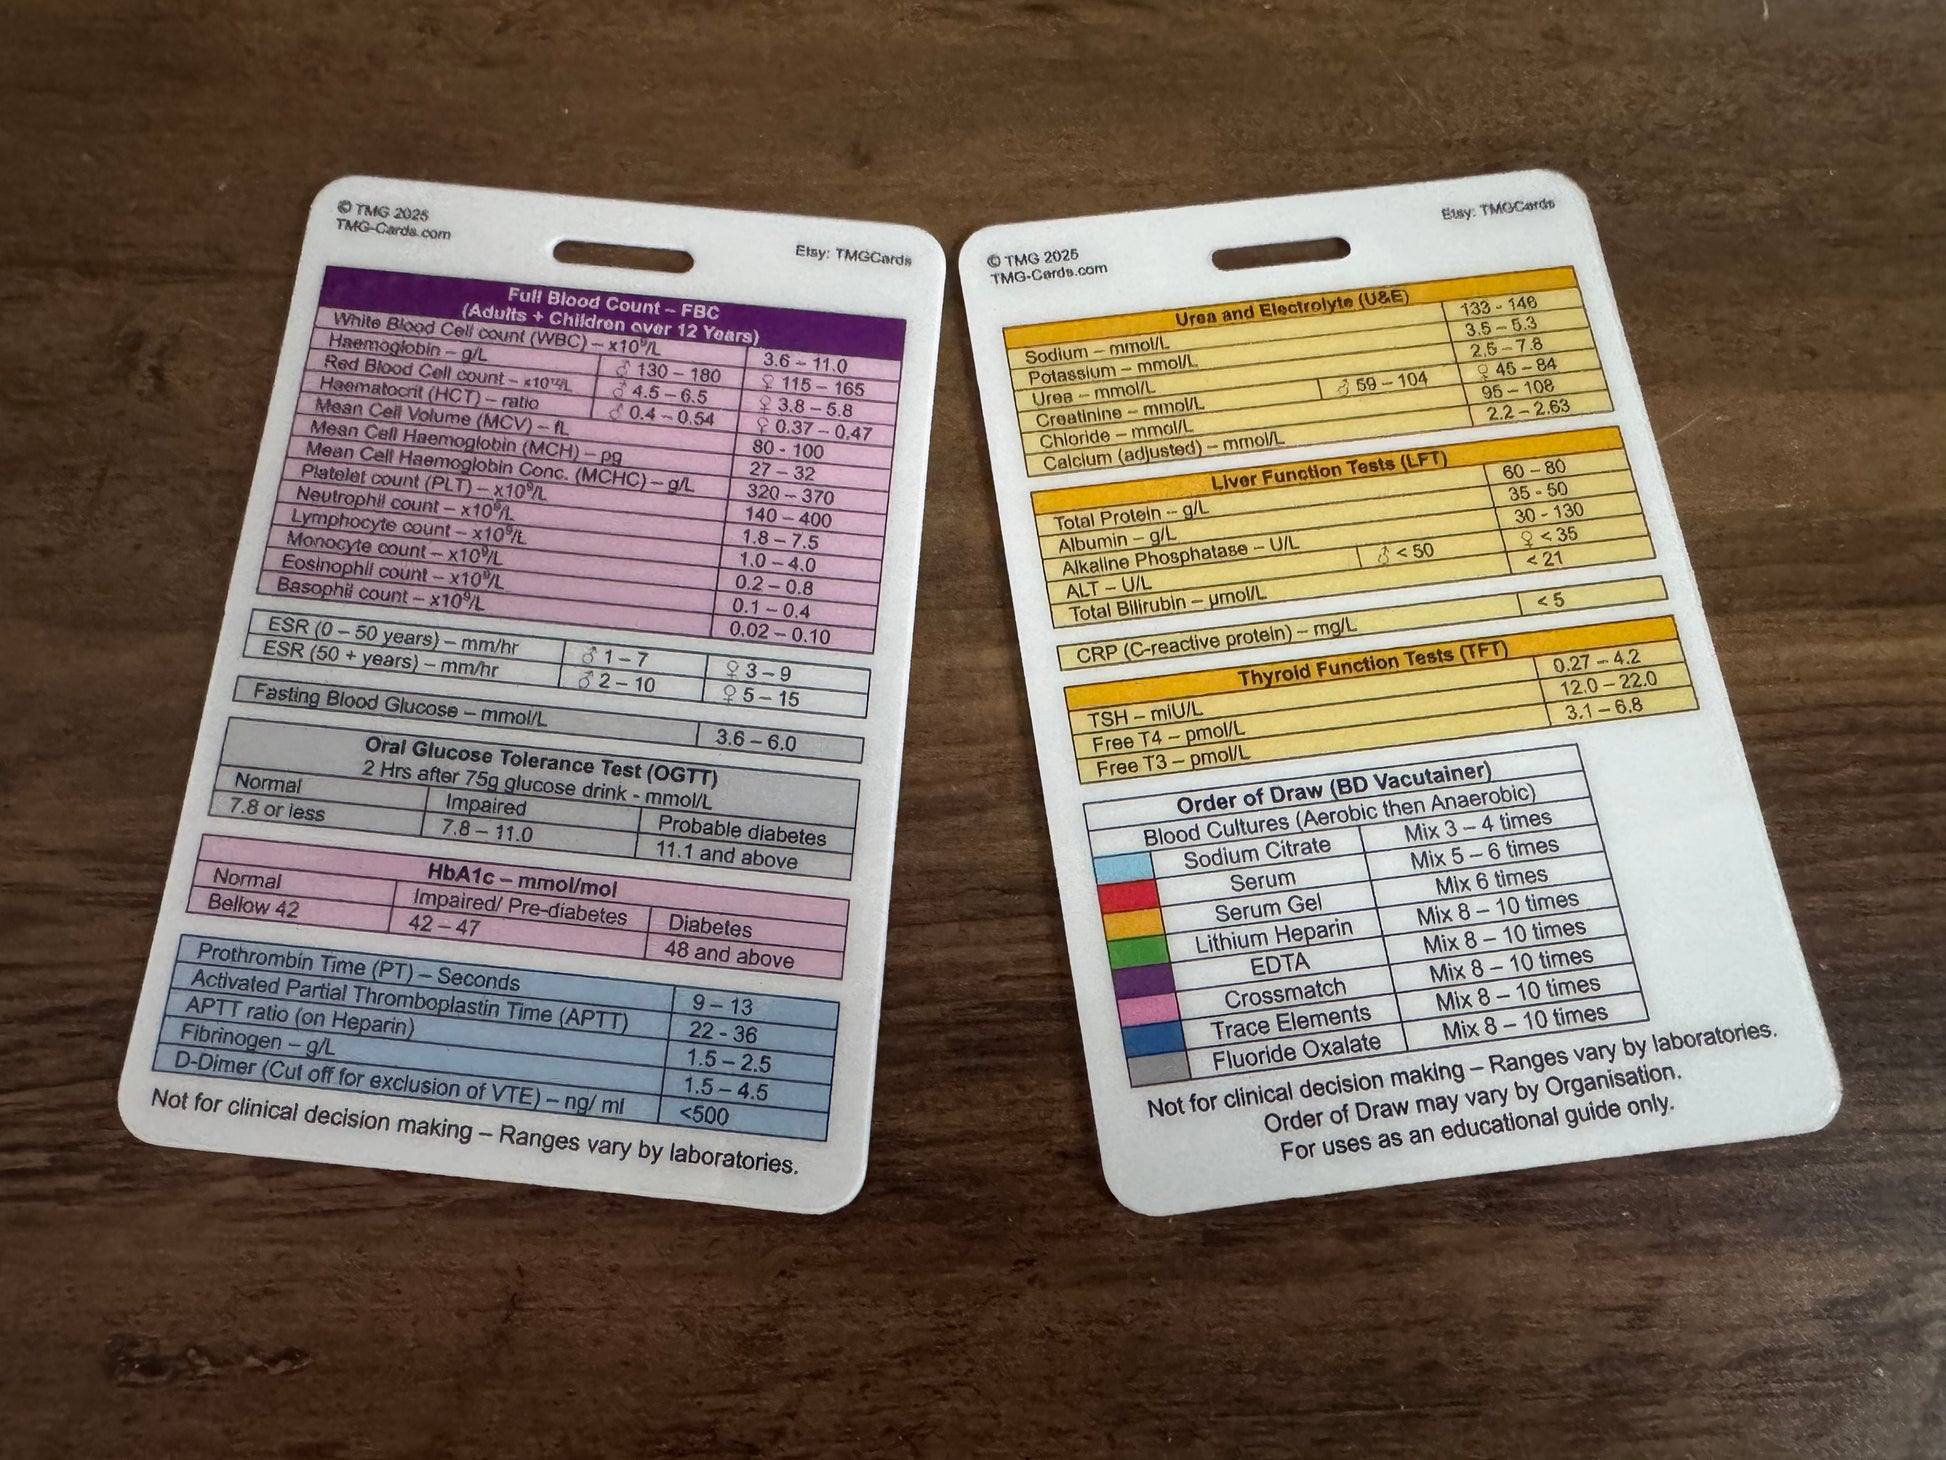 © TMG 2025
TMG-Cards.com
Etsy: TMGCards
Full Blood Count – FBC
(Adults + Children over 12 Years)
White Blood Cell count (WBC) – x10⁹/L 3.6 – 11.0
Haemoglobin – g/L ♂ 130 – 180 ♀ 115 – 165
Red Blood Cell count – x10¹²/L ♂ 4.5 – 6.5 ♀ 3.8 – 5.8
Haematocrit (HCT) – ratio ♂ 0.4 – 0.54 ♀ 0.37 – 0.47
Mean Cell Volume (MCV) – fL 80 - 100
Mean Cell Haemoglobin (MCH) – pg 27 – 32
Mean Cell Haemoglobin Conc. (MCHC) – g/L 320 – 370
Platelet count (PLT) – x10⁹/L 140 – 400
Neutrophil count – x10⁹/L 1.8 – 7.5
Lymphocyte count – x10⁹/L 1.0 – 4.0
Monocyte count – x10⁹/L 0.2 – 0.8
Eosinophil count – x10⁹/L 0.1 – 0.4
Basophil count – x10⁹/L 0.02 – 0.10
ESR (0 – 50 years) – mm/hr ♂ 1 – 7 ♀ 3 – 9
ESR (50 + years) – mm/hr ♂ 2 – 10 ♀ 5 – 15
Fasting Blood Glucose – mmol/L 3.6 – 6.0
Oral Glucose Tolerance Test (OGTT)
2 Hrs after 75g glucose drink - mmol/L
Normal Impaired Probable diabetes
7.8 or less 7.8 – 11.0 11.1 and above
HbA1c – mmol/mol
Normal Impaired/ Pre-diabetes Diabetes
Bellow 42 42 – 47 48 and above
Prothrombin Time (PT) – Seconds 9 – 13
Activated Partial Thromboplastin Time (APTT) 22 - 36
APTT ratio (on Heparin) 1.5 – 2.5
Fibrinogen – g/L 1.5 – 4.5
D-Dimer (Cut off for exclusion of VTE) – ng/ ml <500
Not for clinical decision making – Ranges vary by laboratories.
© TMG 2025
TMG-Cards.com
Etsy: TMGCards
Urea and Electrolyte (U&E)
Sodium – mmol/L 133 - 146
Potassium – mmol/L 3.5 – 5.3
Urea – mmol/L 2.5 – 7.8
Creatinine – mmol/L ♂ 59 – 104 ♀ 45 – 84
Chloride – mmol/L 95 – 108
Calcium (adjusted) – mmol/L 2.2 – 2.63
Liver Function Tests (LFT)
Total Protein – g/L 60 – 80
Albumin – g/L 35 - 50
Alkaline Phosphatase – U/L 30 - 130
ALT – U/L ♂ < 50 ♀ < 35
Total Bilirubin – µmol/L < 21
CRP (C-reactive protein) – mg/L < 5
Thyroid Function Tests (TFT)
TSH – miU/L 0.27 – 4.2
Free T4 – pmol/L 12.0 – 22.0
Free T3 – pmol/L 3.1 – 6.8
Order of Draw (BD Vacutainer)
Blood Cultures (Aerobic then Anaerobic)
Sodium Citrate Mix 3 – 4 times
Serum Mix 5 – 6 times
Serum Gel Mix 6 times
Lithium Heparin Mix 8 – 10 times
EDTA Mix 8 – 10 times
Crossmatch Mix 8 – 10 times
Trace Elements Mix 8 – 10 times
Fluoride Oxalate Mix 8 – 10 times
Not for clinical decision making – Ranges vary by laboratories.
Order of Draw may vary by Organisation.
For uses as an educational guide only.